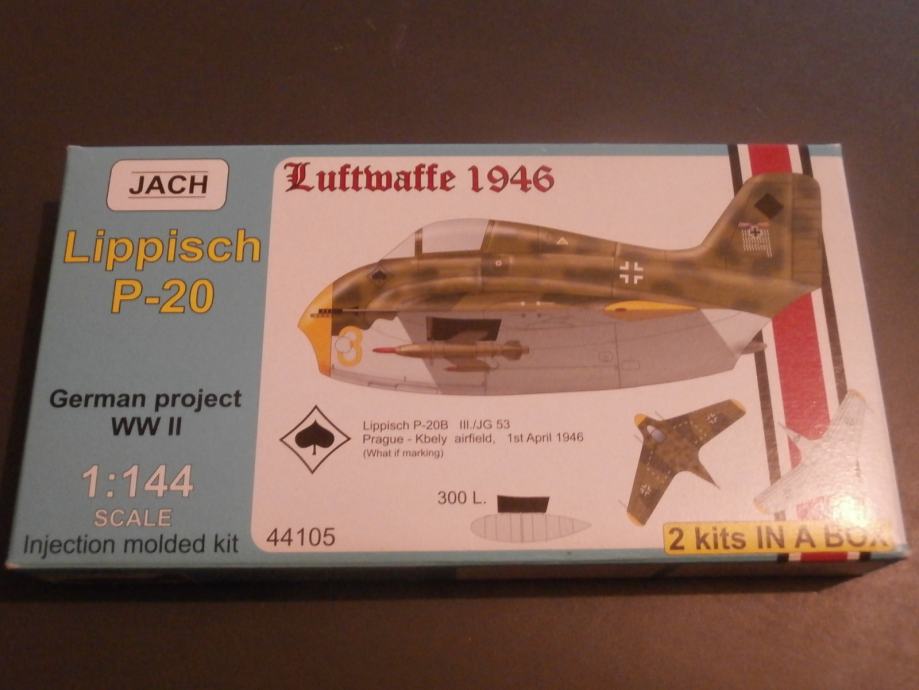 JACH
Luftwaffe 1946
Lippisch
P-20
3
German project
WW II
Lippisch P-20B III./JG 53
Prague - Kbely airfield, 1st April 1946
(What if marking)
1:144
SCALE
Injection molded kit
300 L.
44105
2 kits IN A BOX